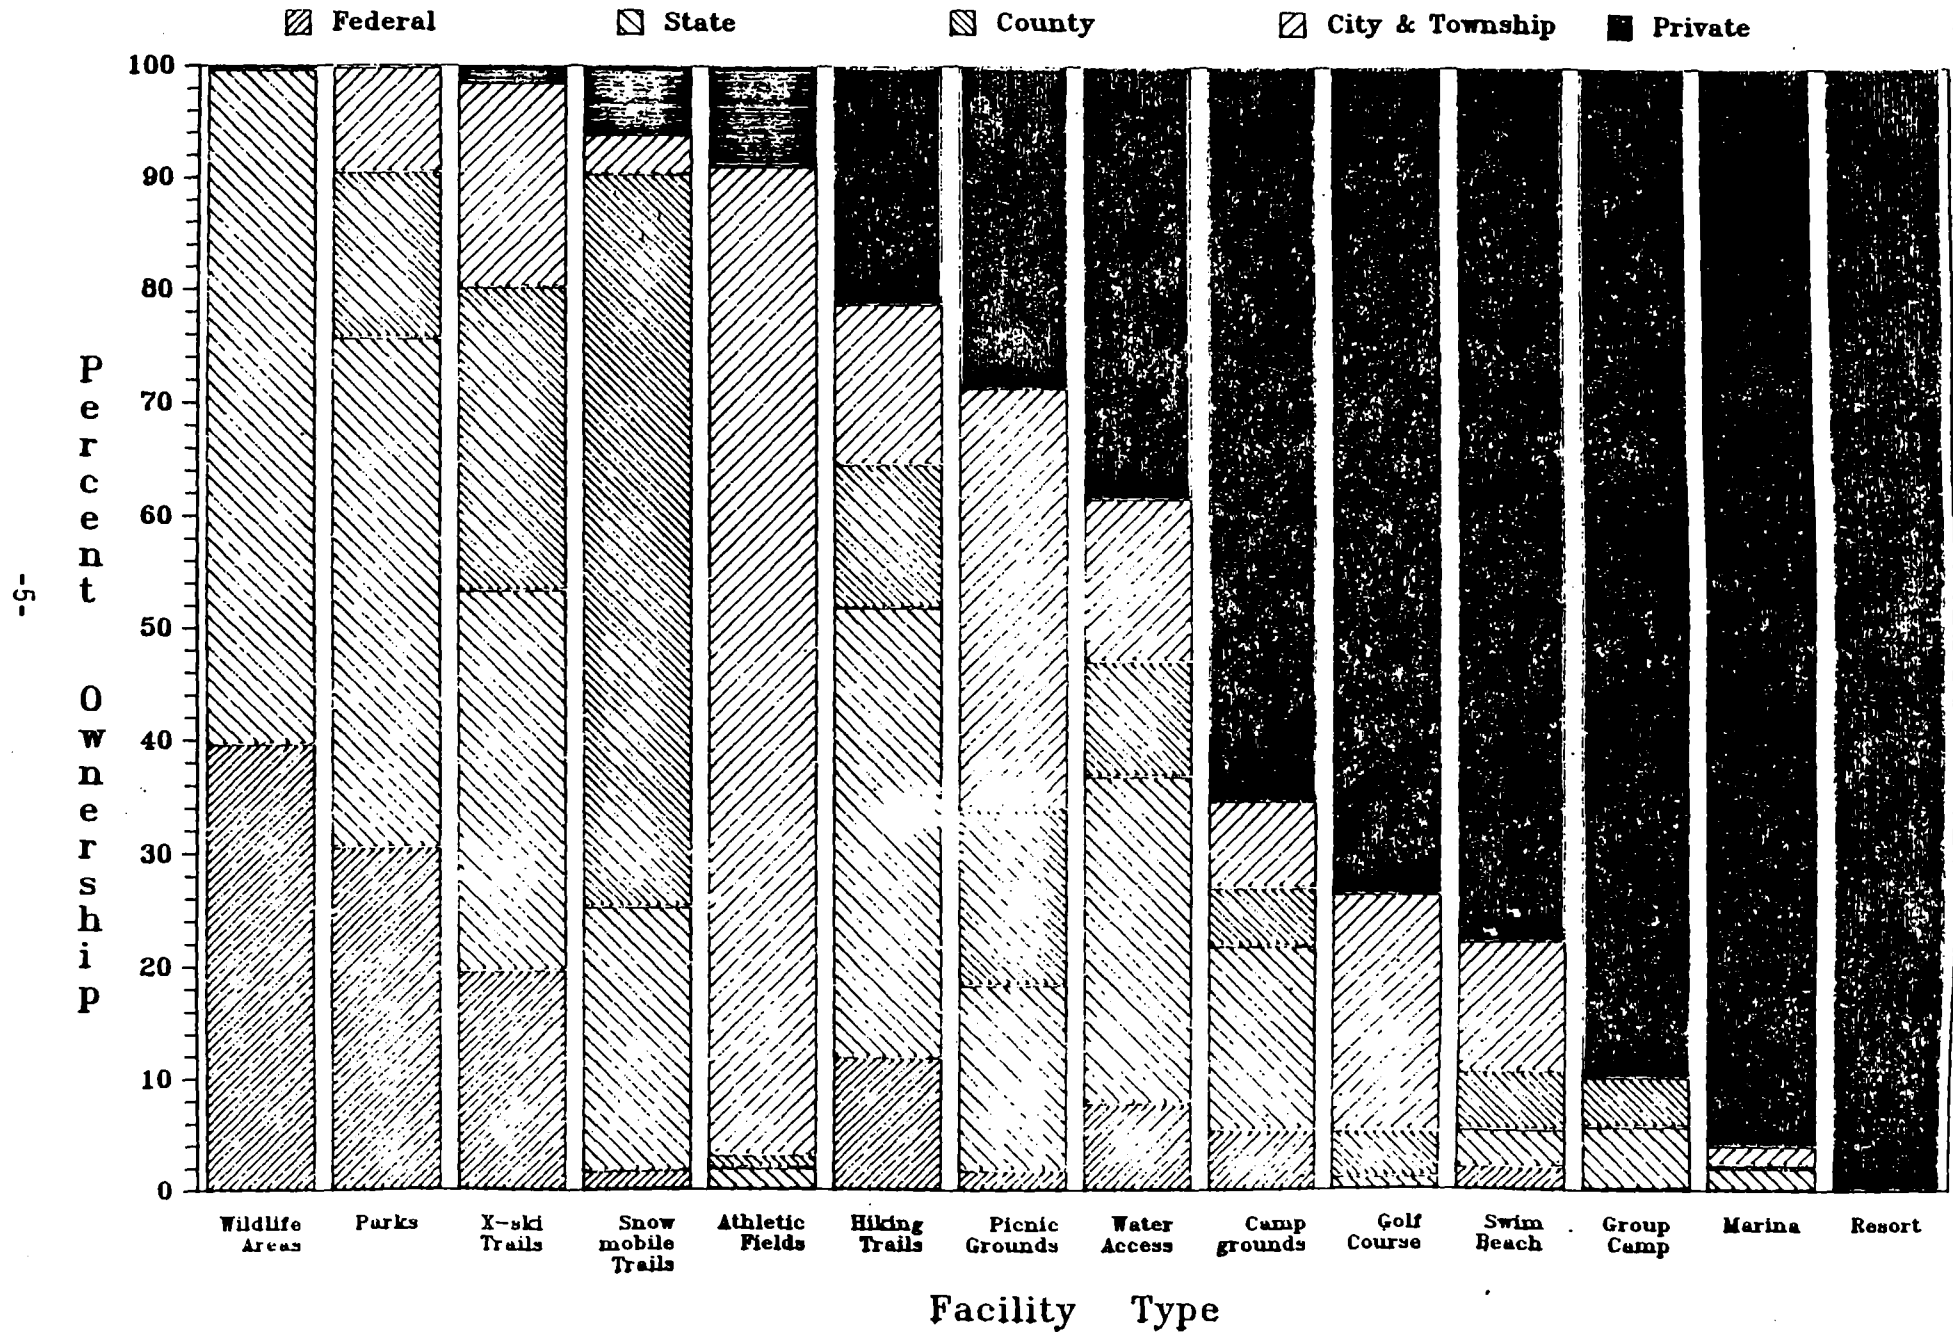 Federal State County City & Township Private
100
90
80
70
60
50
40
30
20
10
0
Percent Ownership
-5-
Wildlife Areas
Parks
X-ski Trails
Snow mobile Trails
Athletic Fields
Hiking Trails
Picnic Grounds
Water Access
Camp grounds
Golf Course
Swim Beach
Group Camp
Marina
Resort
Facility Type